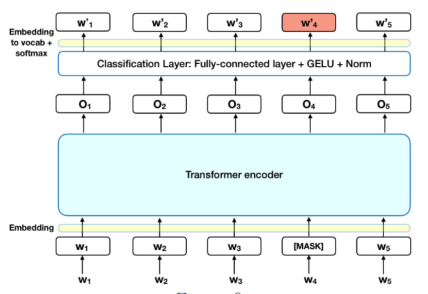 w'1 w'2 w'3 w'4 w'5
Embedding
to vocab +
softmax
Classification Layer: Fully-connected layer + GELU + Norm
O1 O2 O3 O4 O5
Transformer encoder
Embedding
W1 W2 W3 [MASK] W5
W1 W2 W3 W4 W5